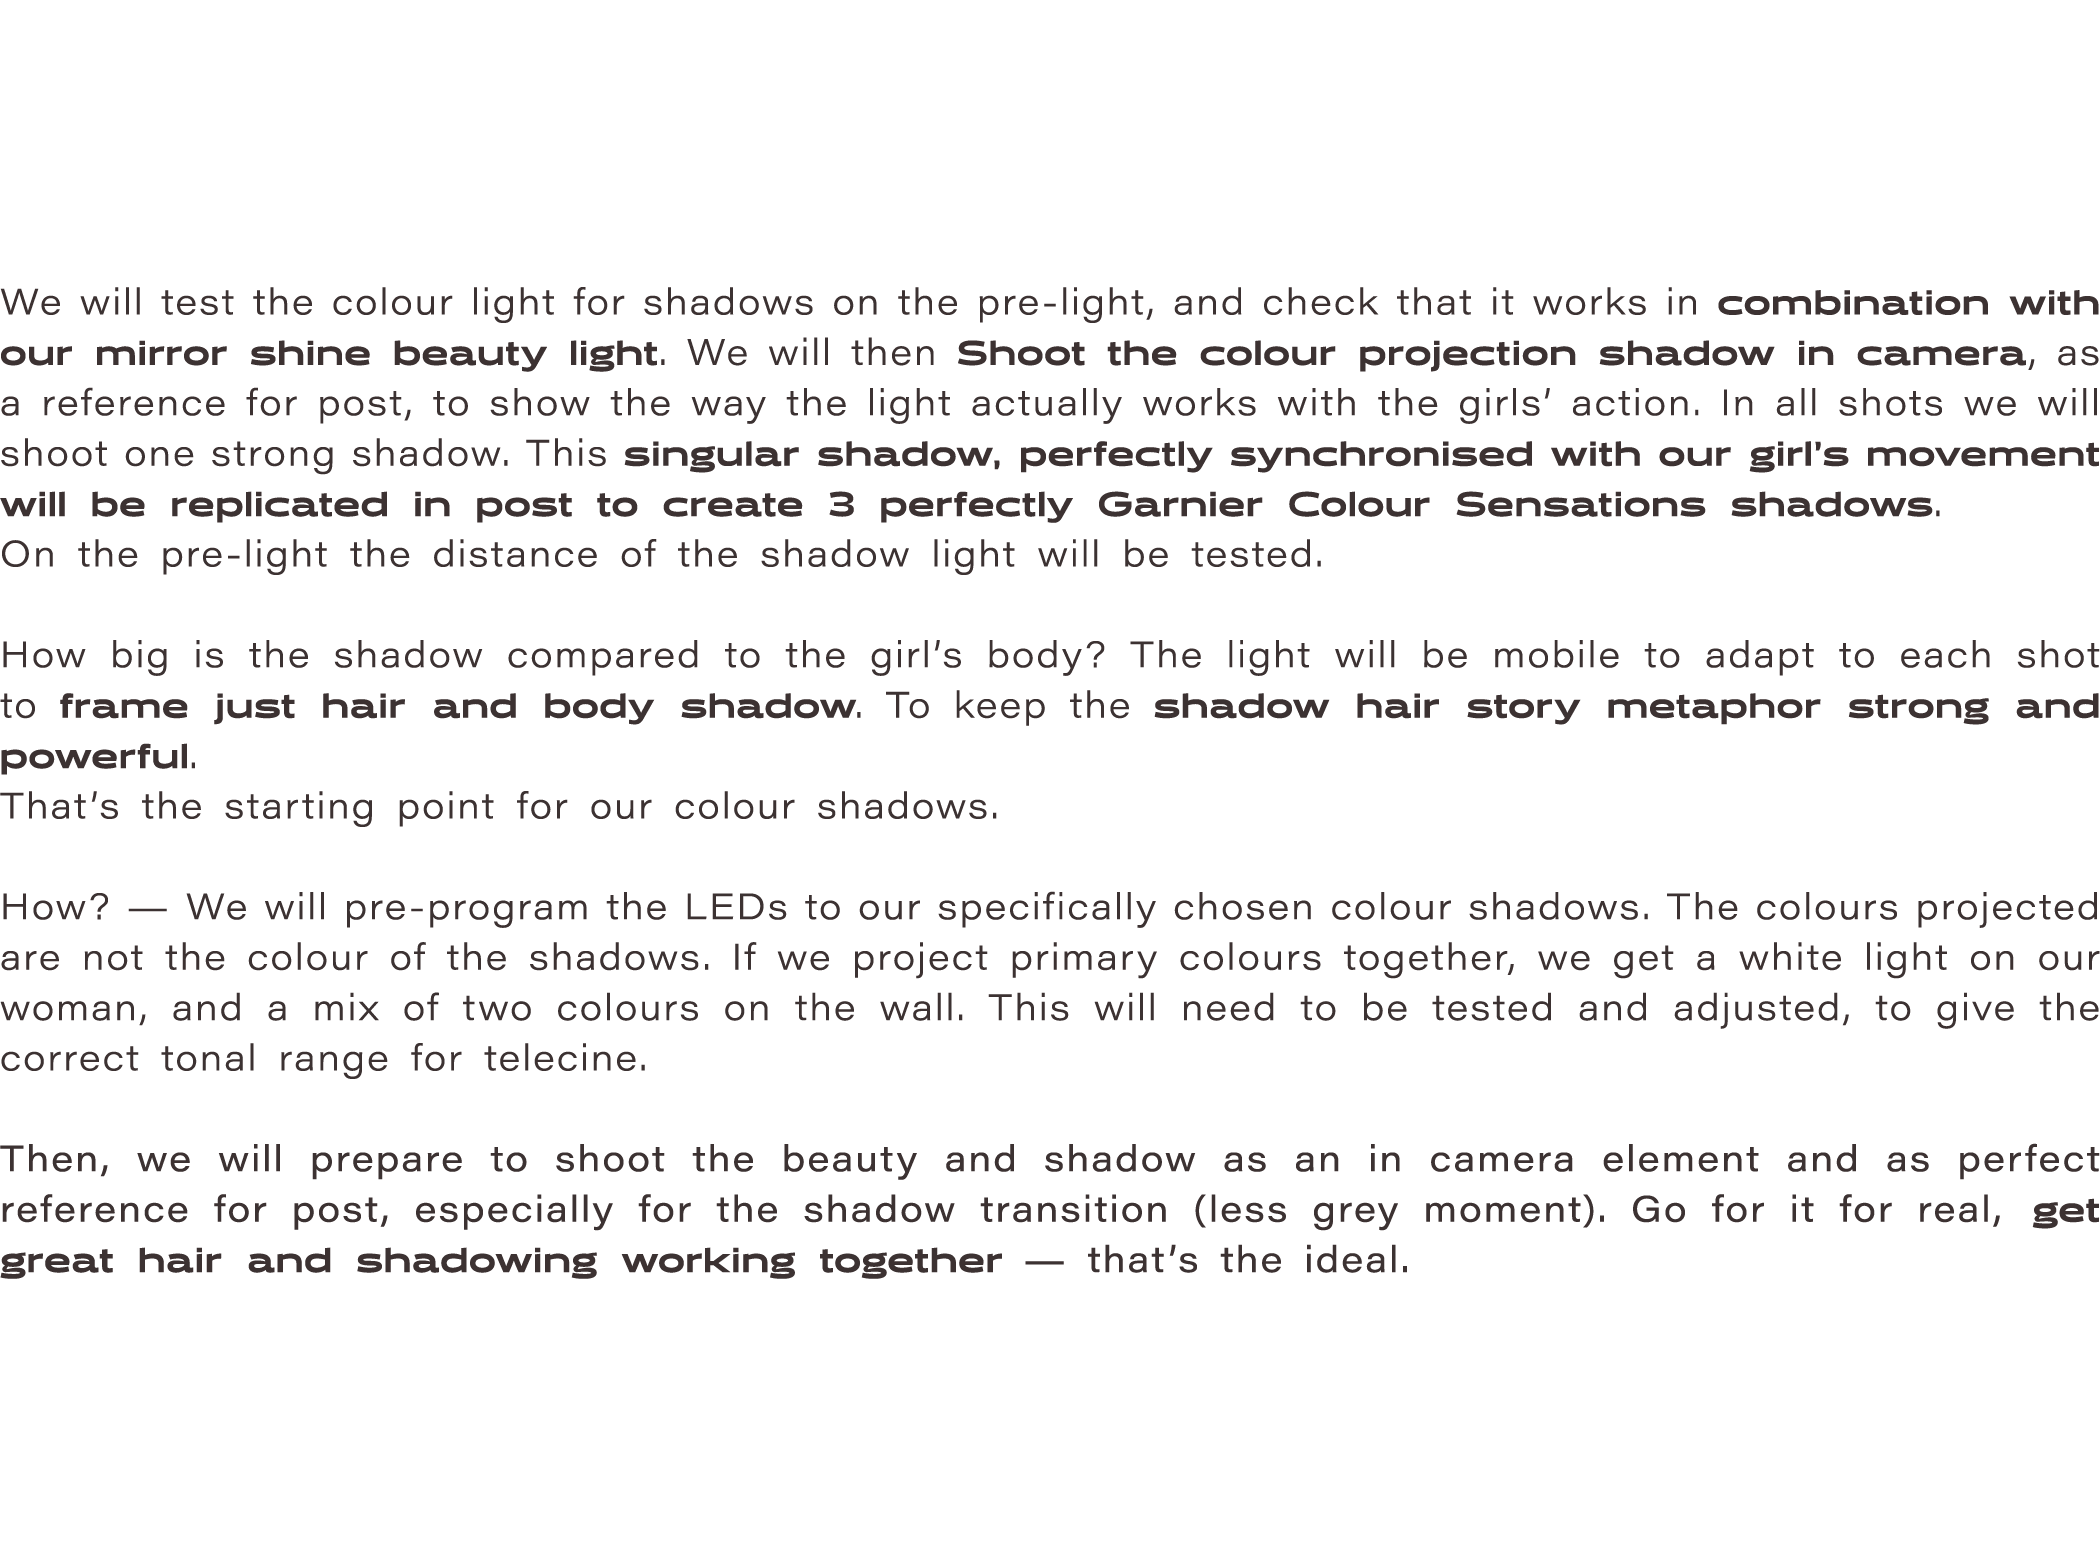 We will test the colour light for shadows on the pre-light, and check that it works in combination with
our mirror shine beauty light. We will then Shoot the colour projection shadow in camera, as
a reference for post, to show the way the light actually works with the girls’ action. In all shots we will
shoot one strong shadow. This singular shadow, perfectly synchronised with our girl’s movement
will be replicated in post to create 3 perfectly Garnier Colour Sensations shadows.
On the pre-light the distance of the shadow light will be tested.
How big is the shadow compared to the girl’s body? The light will be mobile to adapt to each shot
to frame just hair and body shadow. To keep the shadow hair story metaphor strong and
powerful.
That’s the starting point for our colour shadows.
How? — We will pre-program the LEDs to our specifically chosen colour shadows. The colours projected
are not the colour of the shadows. If we project primary colours together, we get a white light on our
woman, and a mix of two colours on the wall. This will need to be tested and adjusted, to give the
correct tonal range for telecine.
Then, we will prepare to shoot the beauty and shadow as an in camera element and as perfect
reference for post, especially for the shadow transition (less grey moment). Go for it for real, get
great hair and shadowing working together — that’s the ideal.